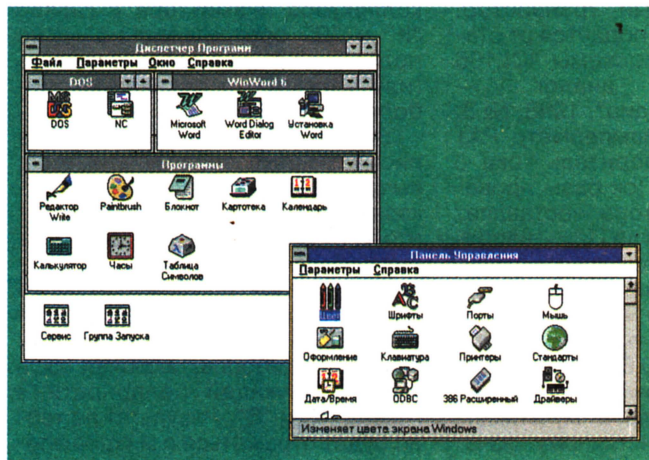 Диспетчер Программ
Файл Параметры Окно Справка
DOS
WinWord 6
DOS
NC
Microsoft Word
Word Dialog Editor
Установка Word
Программы
Редактор Write
Paintbrush
Блокнот
Картотека
Календарь
Калькулятор
Часы
Таблица Символов
Сервис
Группа Запуска
Панель Управления
Параметры Справка
Цвет
Шрифты
Порты
Мышь
Оформление
Клавиатура
Принтеры
Стандарты
Дата/Время
ODBC
386 Расширенный
Драйверы
Изменяет цвета экрана Windows